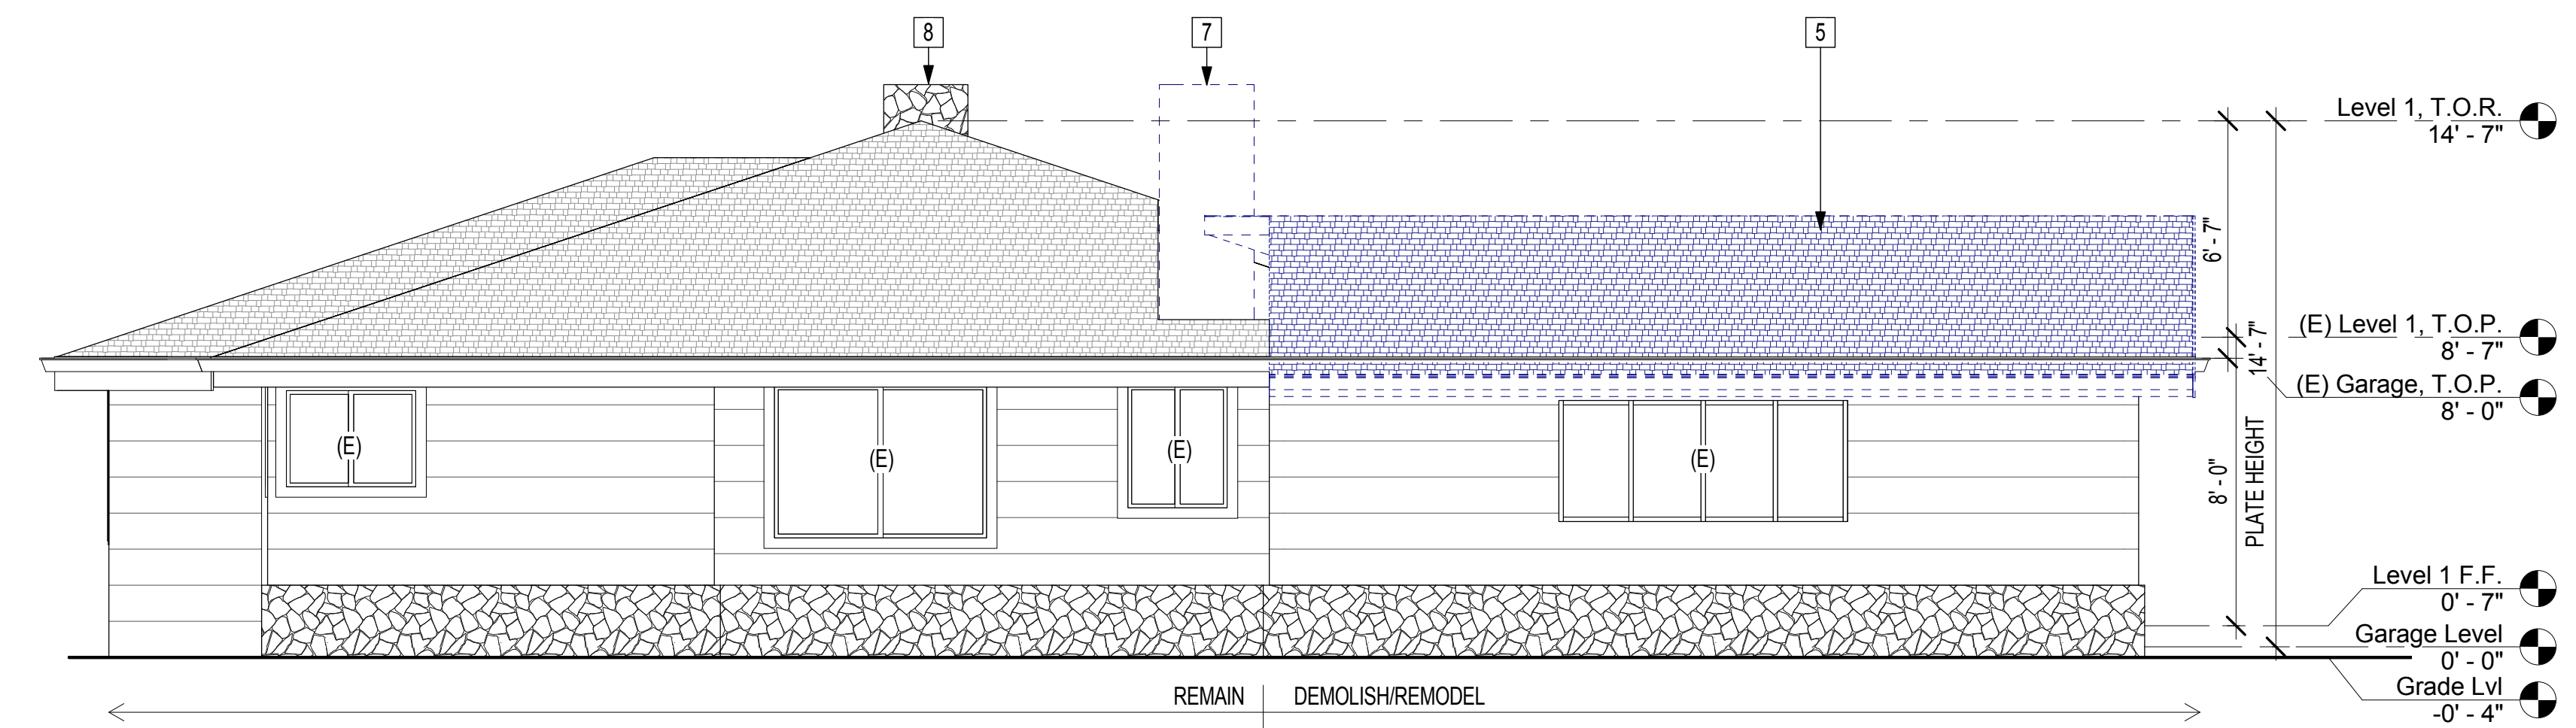 8
7
5
Level 1, T.O.R.
14' - 7"
6' - 7"
(E) Level 1, T.O.P.
8' - 7"
14' - 7"
(E) Garage, T.O.P.
8' - 0"
(E)
(E)
(E)
(E)
8' - 0"
PLATE HEIGHT
Level 1 F.F.
0' - 7"
Garage Level
0' - 0"
Grade Lvl
-0' - 4"
REMAIN
DEMOLISH/REMODEL